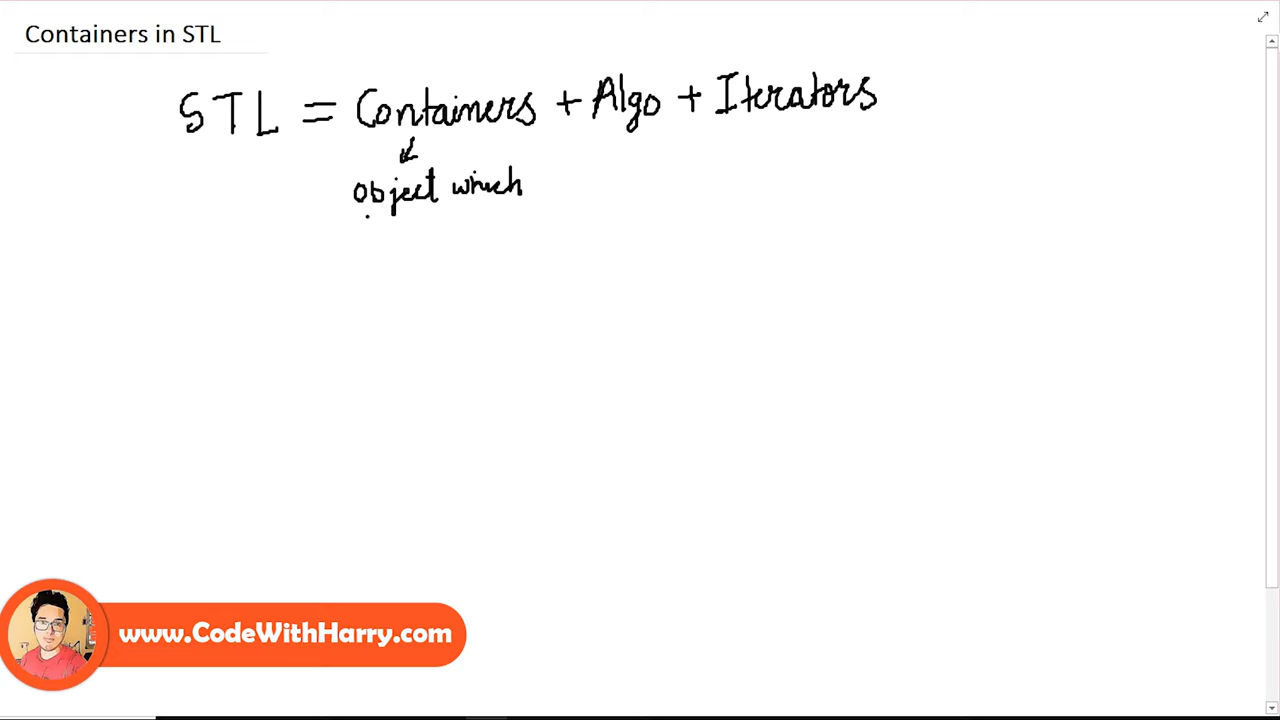 Containers in STL
STL = Containers + Algo + Iterators
object which
www.CodeWithHarry.com